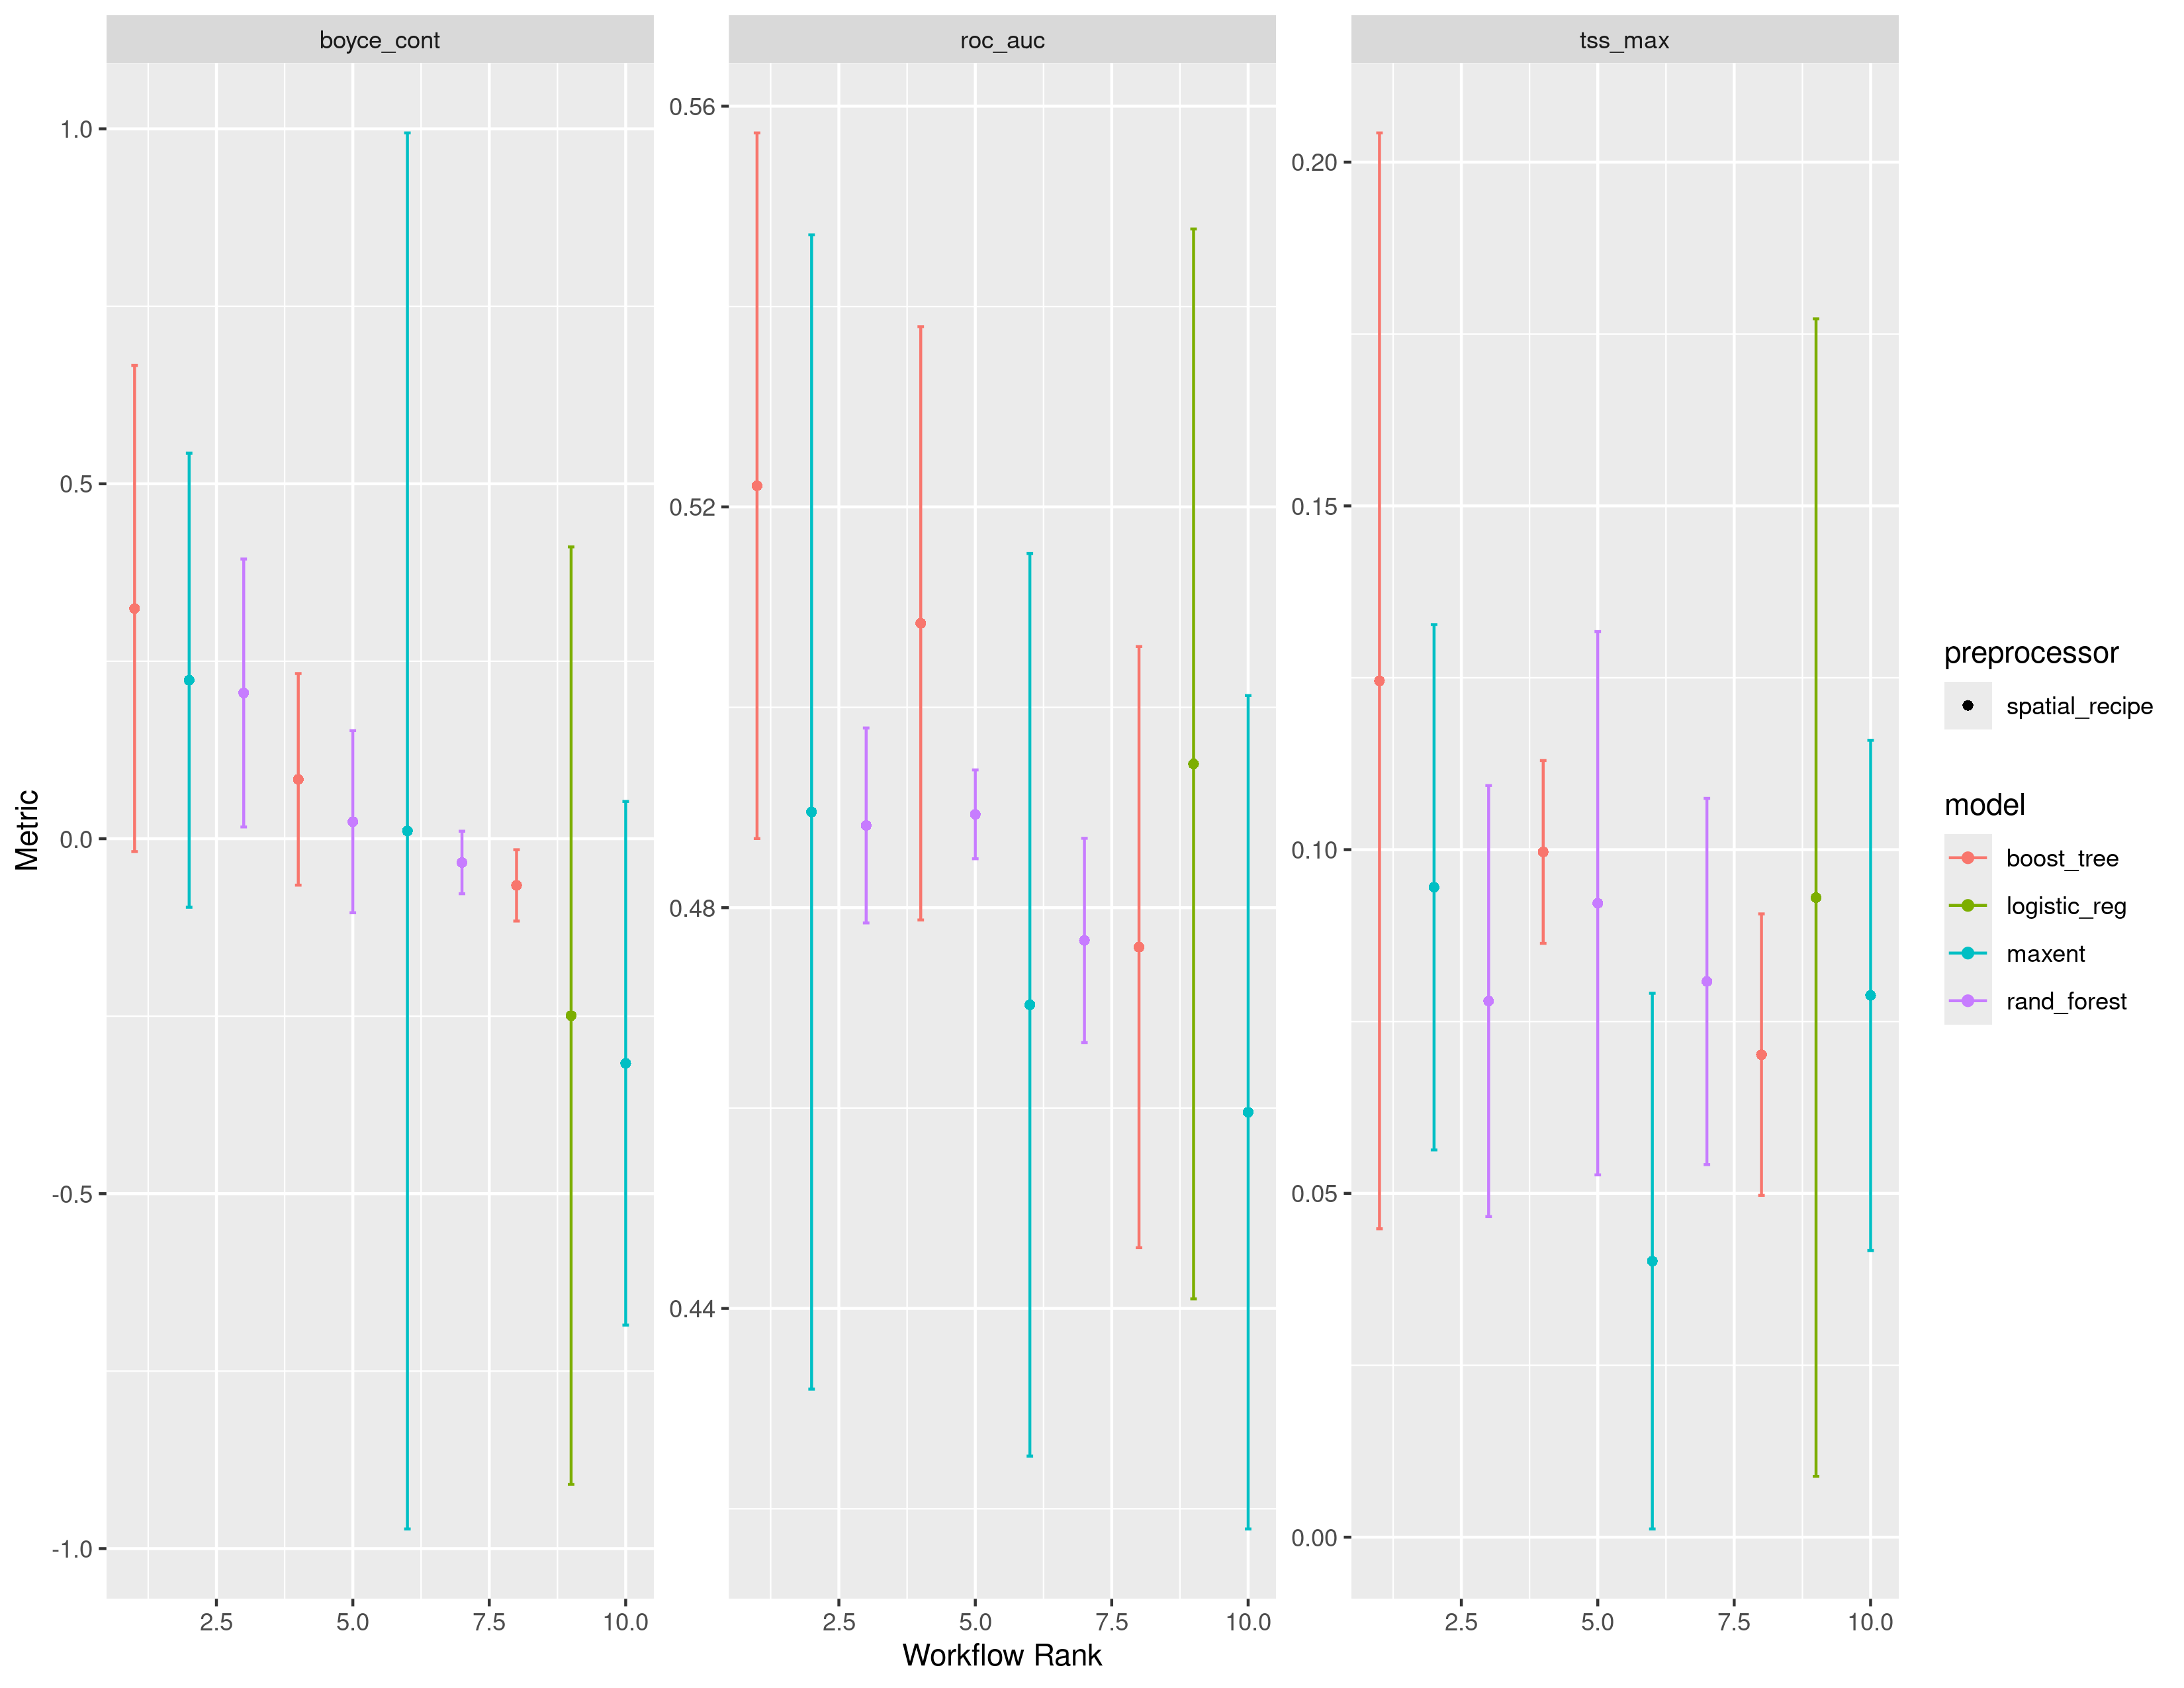 boyce_cont
roc_auc
tss_max
Metric
1.0
0.5
0.0
-0.5
-1.0
0.56
0.52
0.48
0.44
0.20
0.15
0.10
0.05
0.00
2.5 5.0 7.5 10.0
2.5 5.0 7.5 10.0
2.5 5.0 7.5 10.0
Workflow Rank
preprocessor
spatial_recipe
model
boost_tree
logistic_reg
maxent
rand_forest